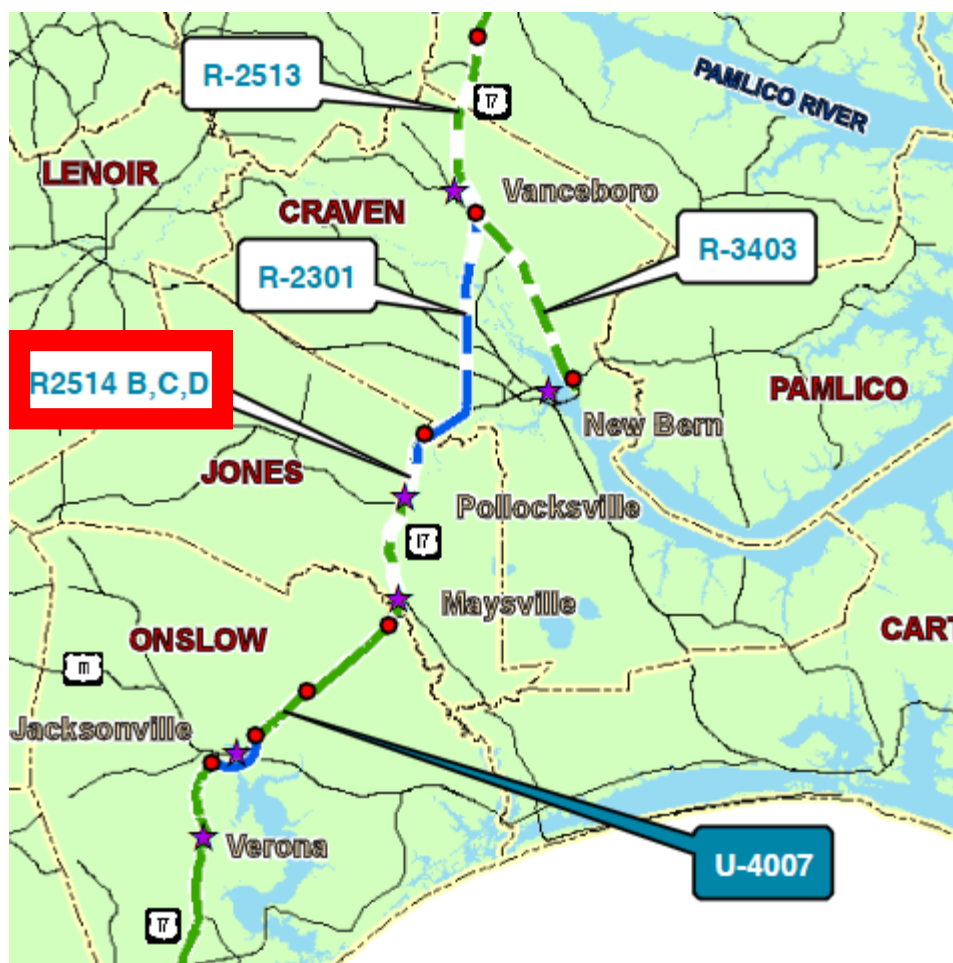 R-2513
17
PAMLICO RIVER
LENOIR
CRAVEN
Vanceboro
R-2301
R-3403
R2514 B,C,D
PAMLICO
New Bern
JONES
Pollocksville
17
Maysville
ONSLOW
CART
Jacksonville
Verona
U-4007
17